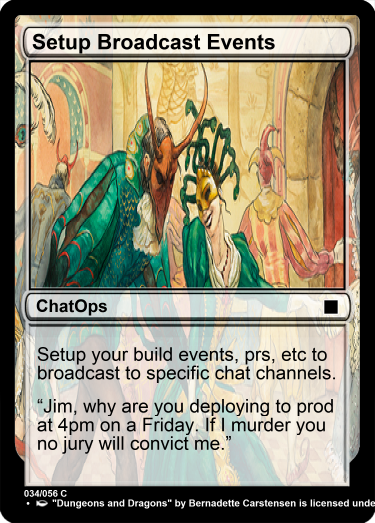 Setup Broadcast Events
ChatOps
Setup your build events, prs, etc to
broadcast to specific chat channels.
“Jim, why are you deploying to prod
at 4pm on a Friday. If I murder you
no jury will convict me.”
034/056 C
• "Dungeons and Dragons" by Bernadette Carstensen is licensed unde